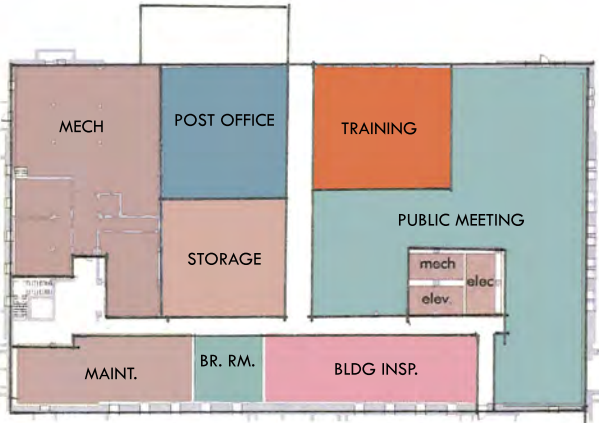 MECH
POST OFFICE
TRAINING
PUBLIC MEETING
STORAGE
mech
elec
elev.
MAINT.
BR. RM.
BLDG INSP.